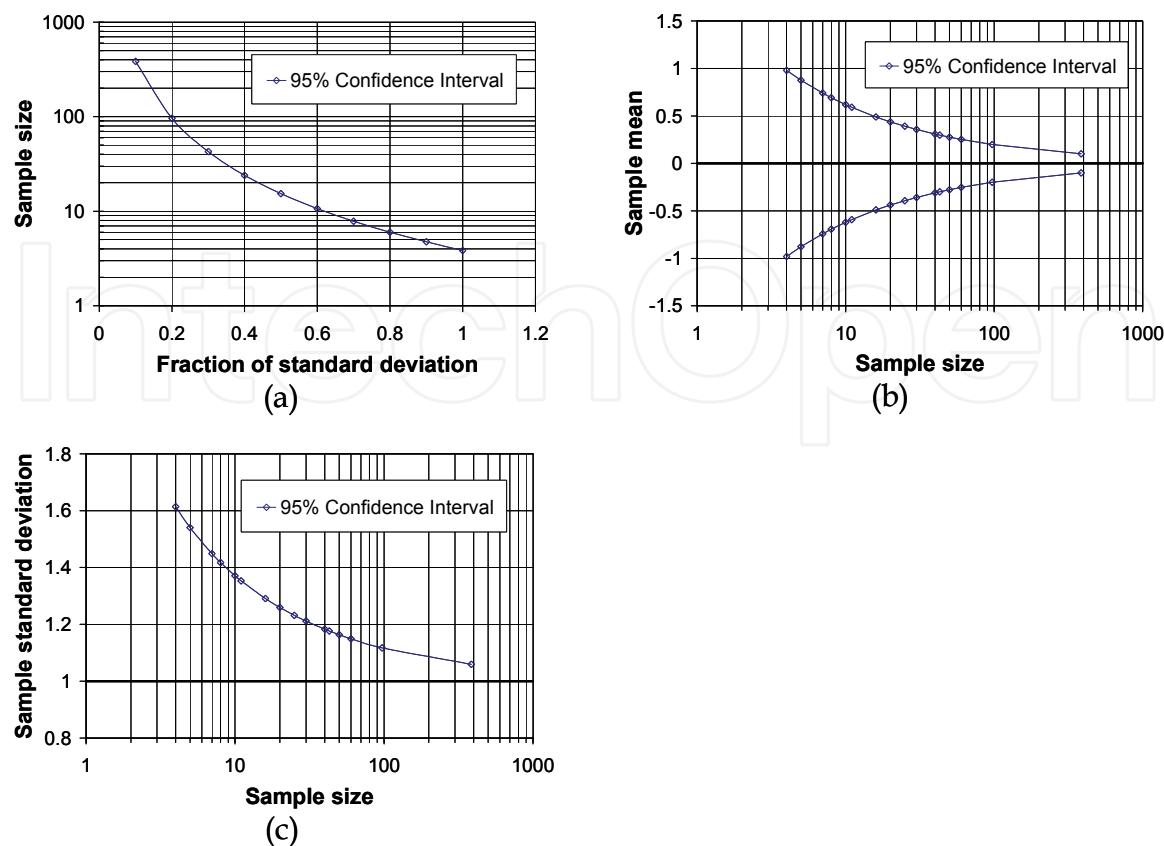 1000
100
10
1
Sample size
95% Confidence Interval
0 0.2 0.4 0.6 0.8 1 1.2
Fraction of standard deviation
(a)
1.5
1
0.5
0
-0.5
-1
-1.5
Sample mean
95% Confidence Interval
1 10 100 1000
Sample size
(b)
IntechOpen
1.8
1.6
1.4
1.2
1
0.8
Sample standard deviation
95% Confidence Interval
1 10 100 1000
Sample size
(c)